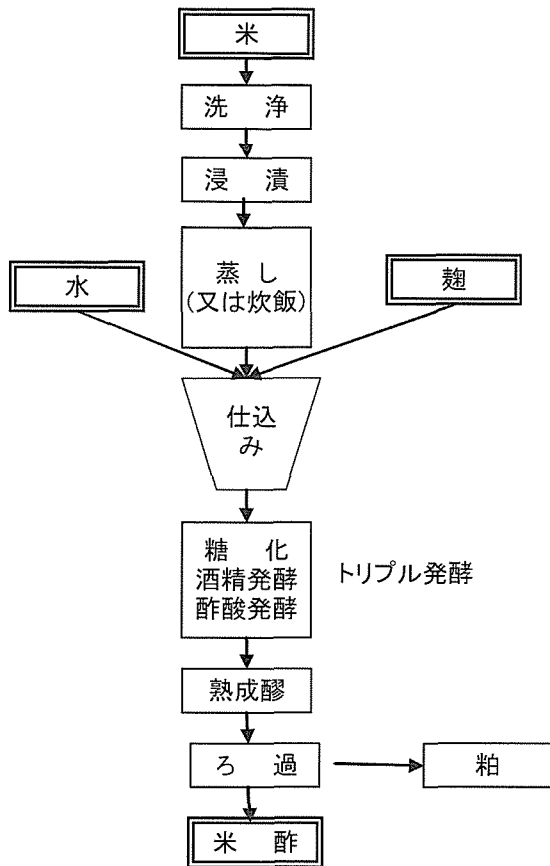 米
洗　浄
浸　漬
蒸　し
(又は炊飯)
水
麹
仕込
み
糖　化
酒精発酵
酢酸発酵
トリプル発酵
熟成醪
ろ　過
粕
米　酢